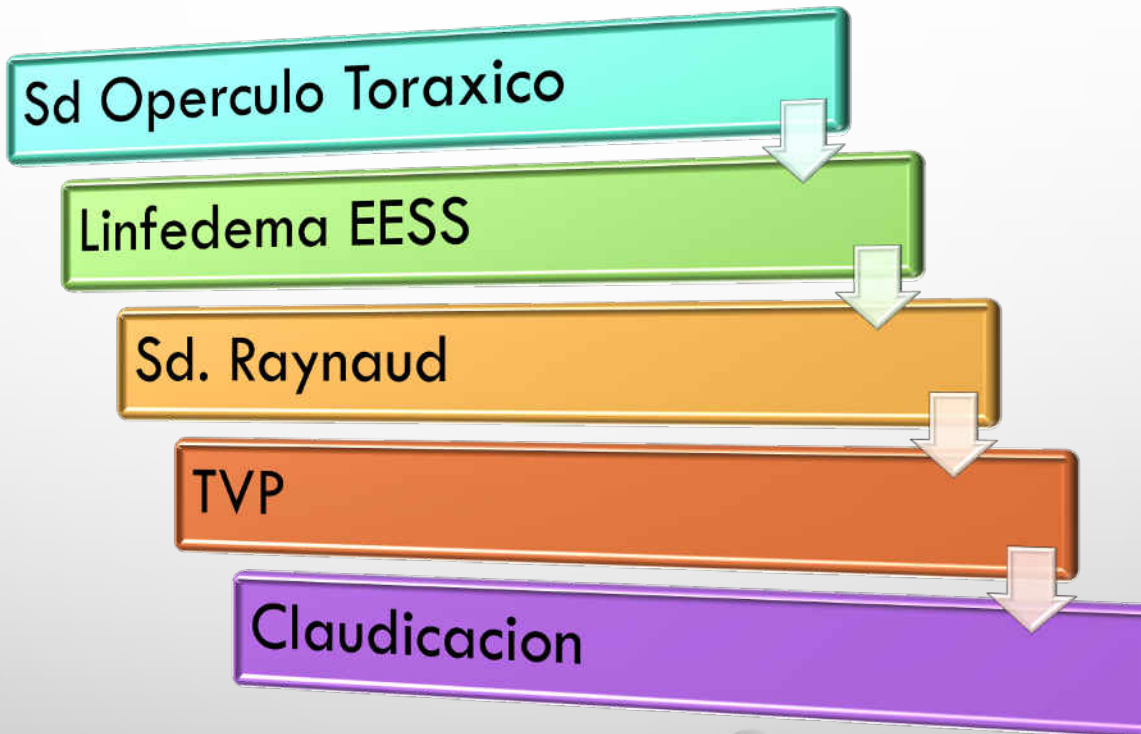 Sd Operculo Toraxico
Linfedema EESS
Sd. Raynaud
TVP
Claudicacion